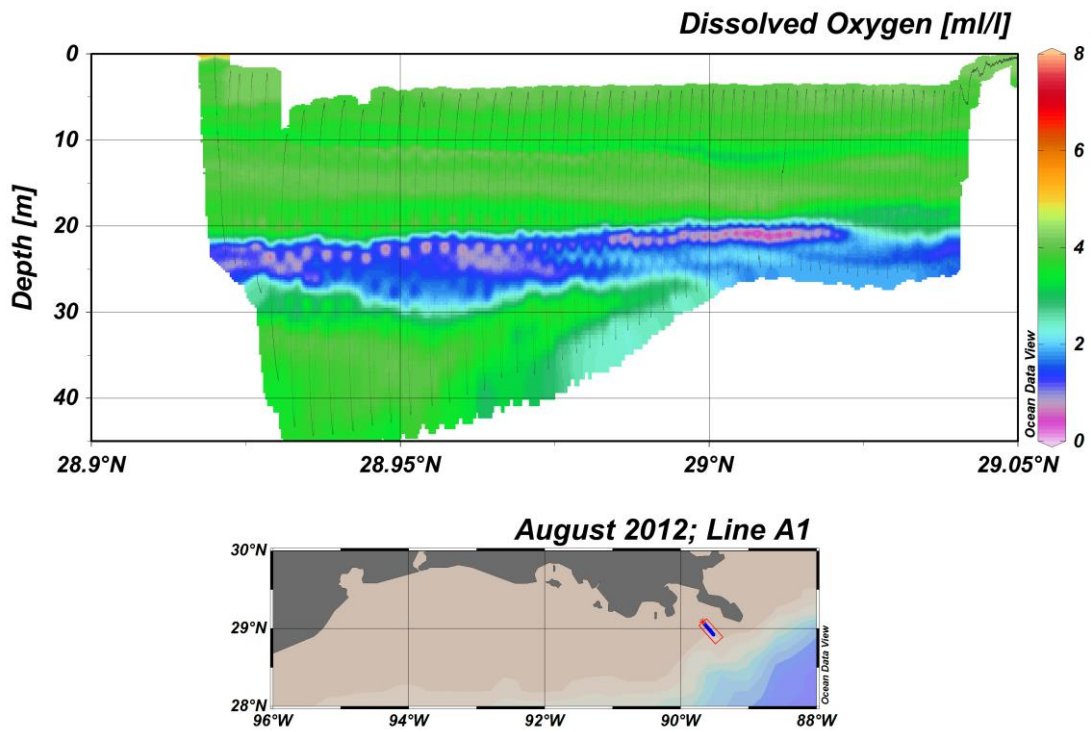 Dissolved Oxygen [ml/l]
0
10
20
30
40
Depth [m]
28.9°N
28.95°N
29°N
29.05°N
8
6
4
2
0
Ocean Data View
August 2012; Line A1
30°N
29°N
28°N
96°W
94°W
92°W
90°W
88°W
Ocean Data View